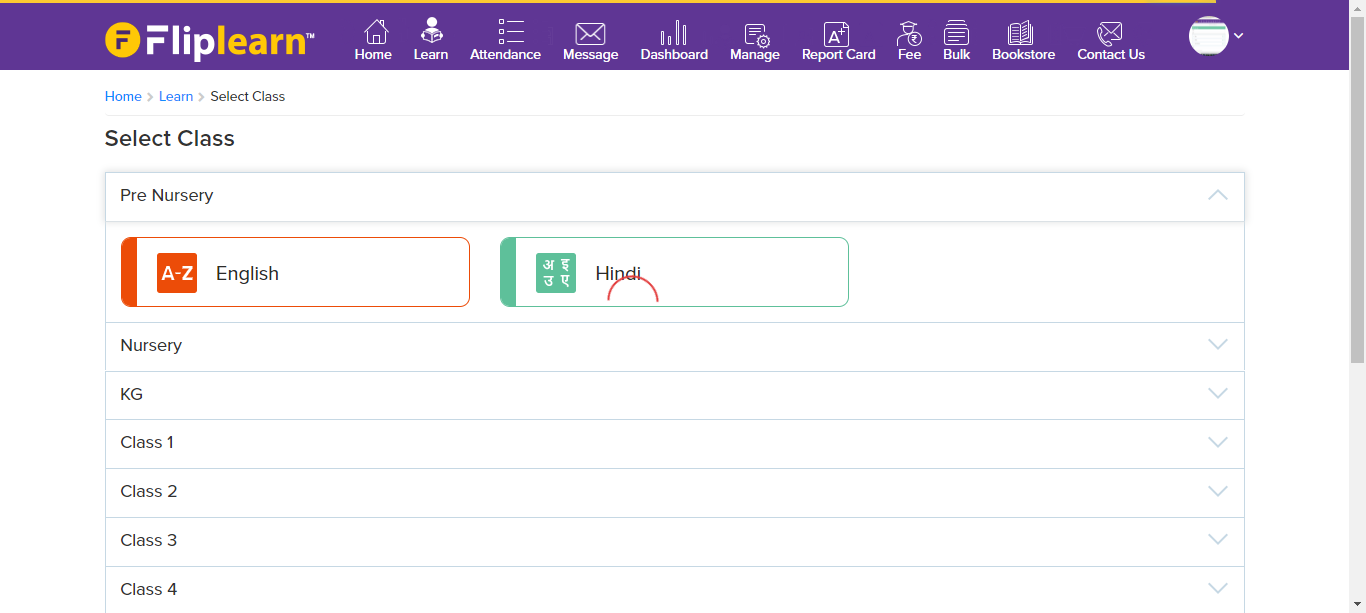 F Fliplearn™
Home Learn Attendance Message Dashboard Manage Report Card Fee Bulk Bookstore Contact Us
Home > Learn > Select Class
Select Class
Pre Nursery
A-Z English
अ इ
उ ए
Hindi
Nursery
KG
Class 1
Class 2
Class 3
Class 4